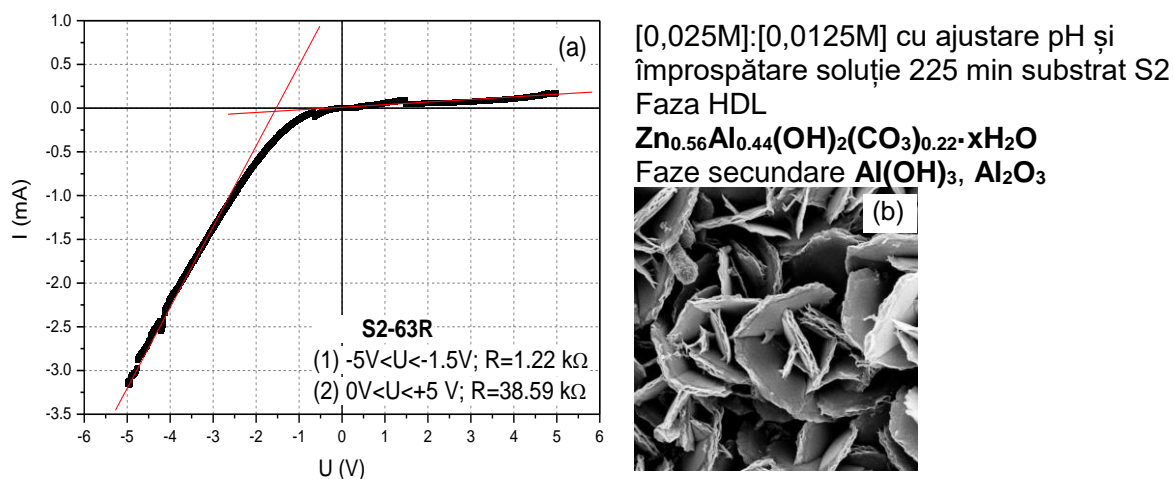 1.0
0.5
0.0
-0.5
-1.0
-1.5
-2.0
-2.5
-3.0
-3.5
I (mA)
(a)
S2-63R
(1) -5V<U<-1.5V; R=1.22 kΩ
(2) 0V<U<+5 V; R=38.59 kΩ
-6 -5 -4 -3 -2 -1 0 1 2 3 4 5 6
U (V)
[0,025M]:[0,0125M] cu ajustare pH și
împrospătare soluție 225 min substrat S2
Faza HDL
Zn₀.₅₆Al₀.₄₄(OH)₂(CO₃)₀.₂₂·xH₂O
Faze secundare Al(OH)₃, Al₂O₃
(b)